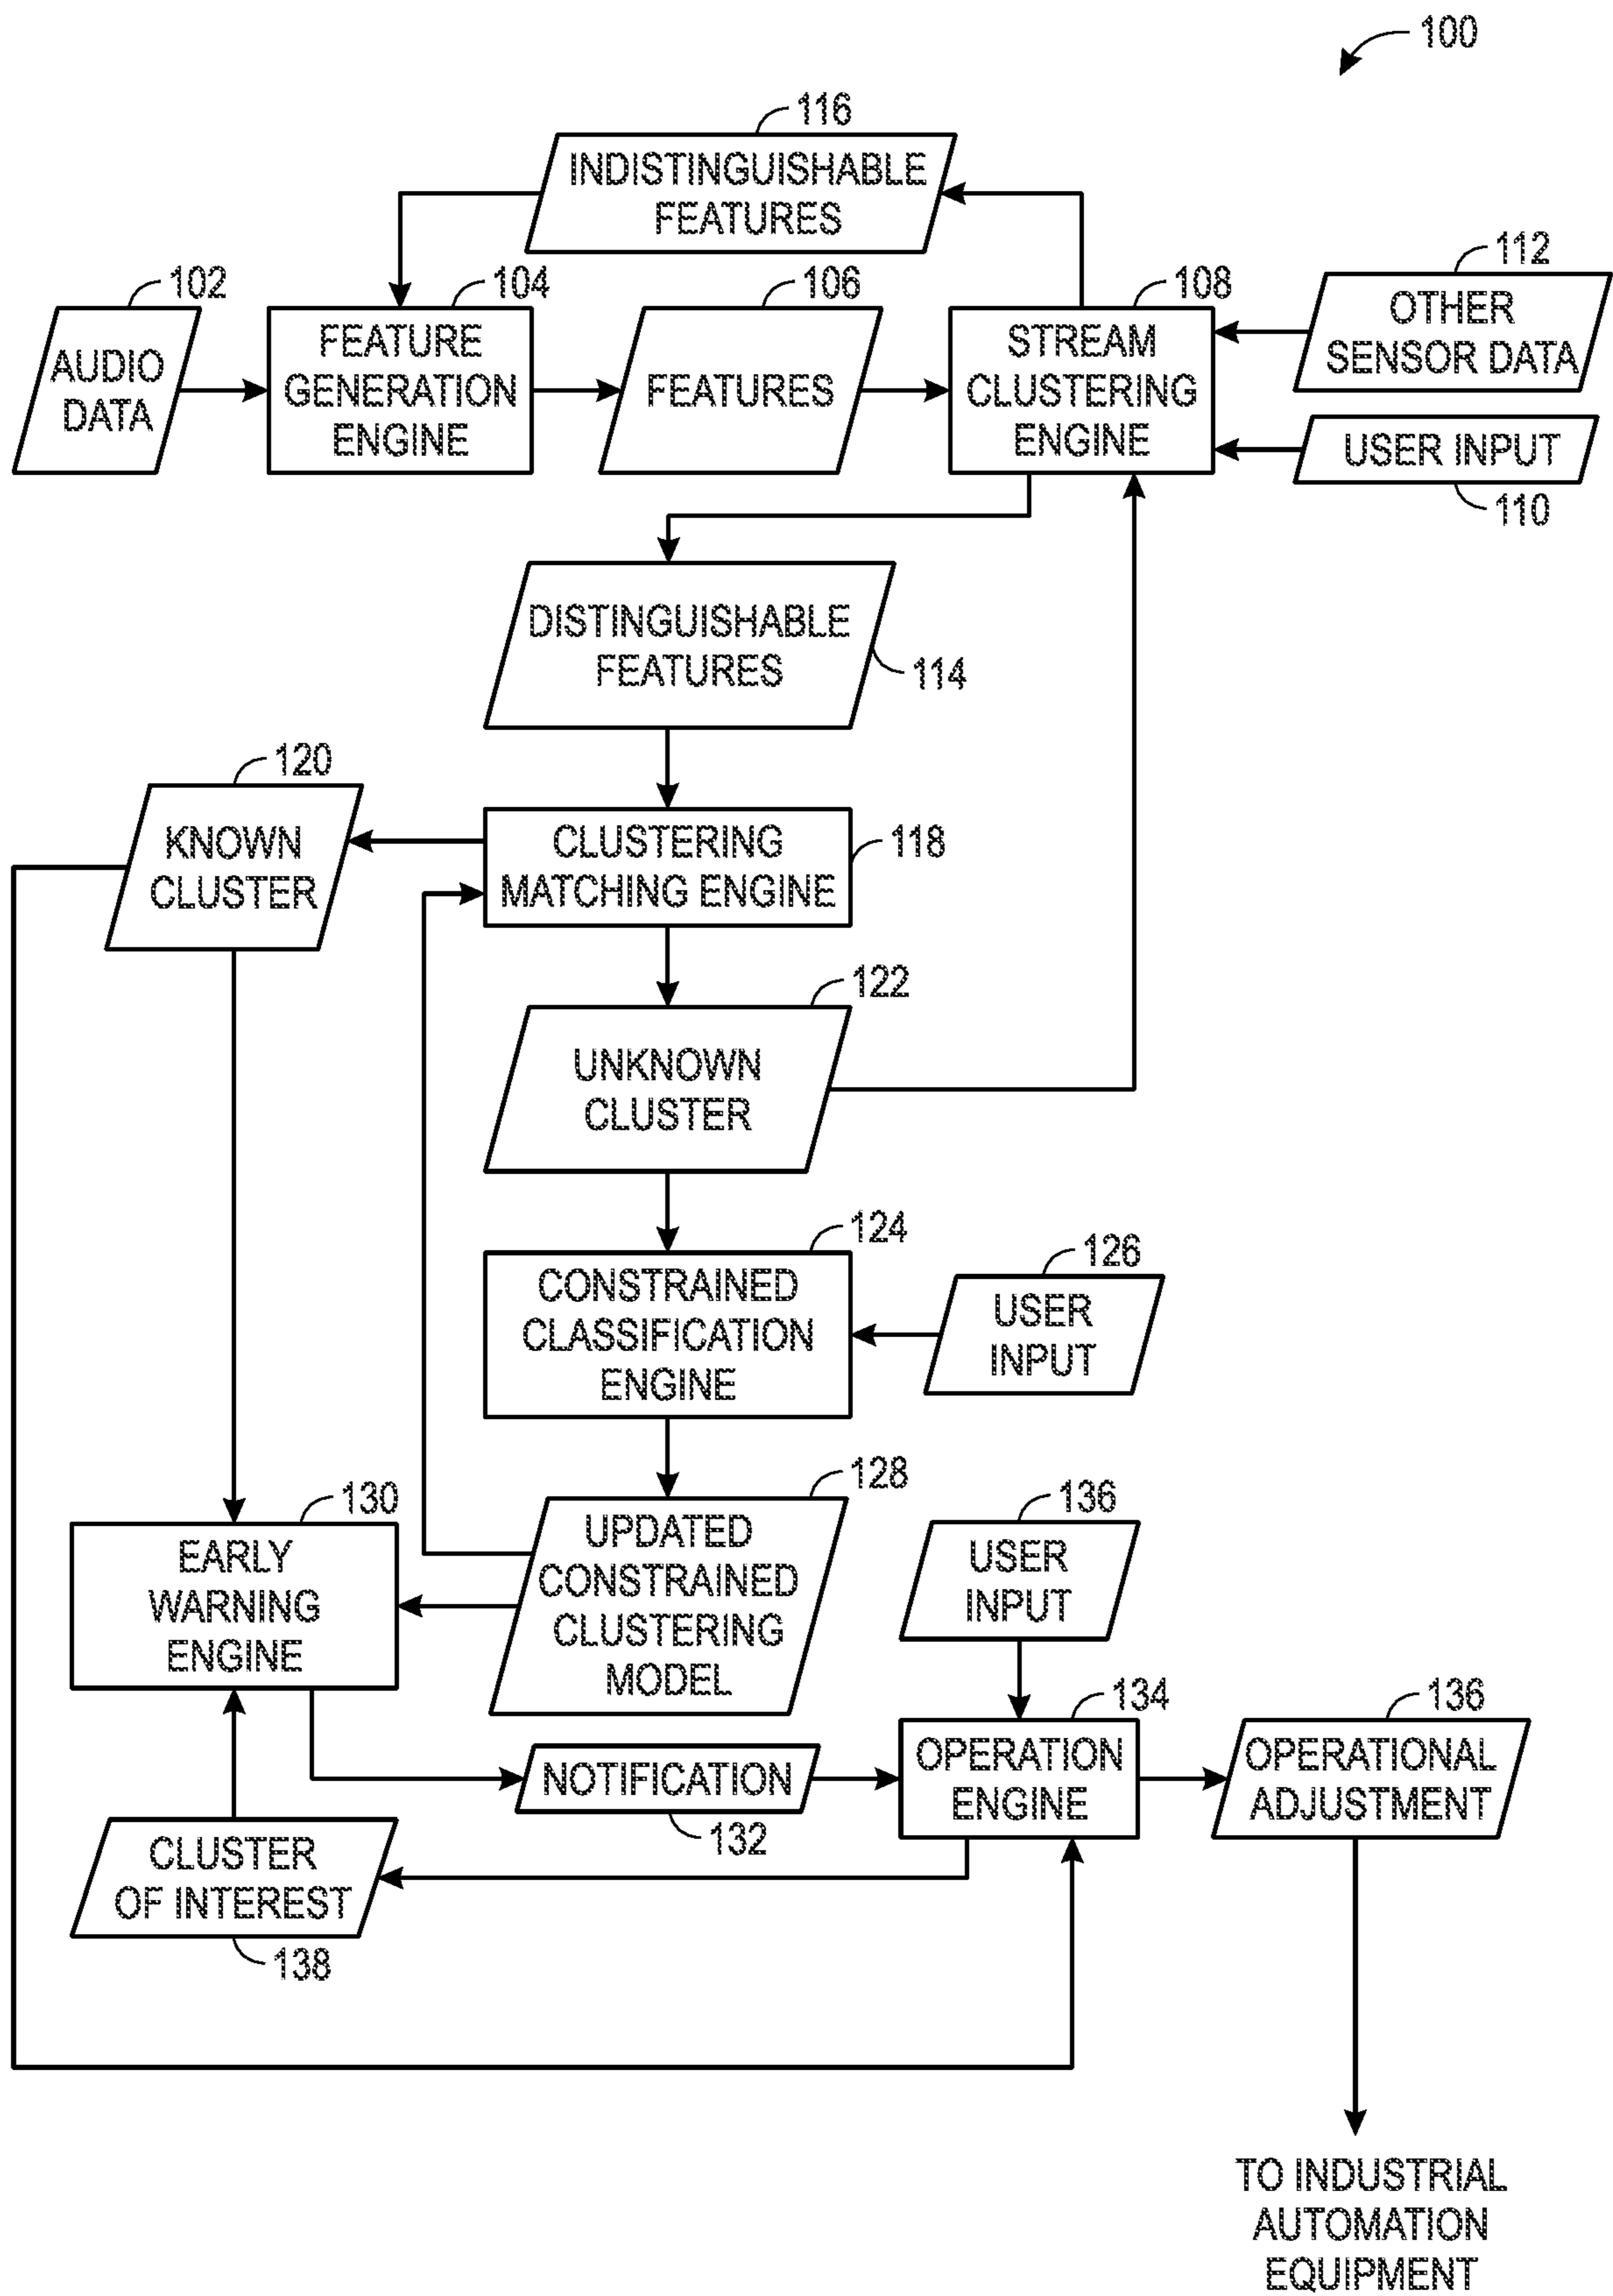 100
116
INDISTINGUISHABLE
FEATURES
102
AUDIO
DATA
104
FEATURE
GENERATION
ENGINE
106
FEATURES
108
STREAM
CLUSTERING
ENGINE
112
OTHER
SENSOR DATA
USER INPUT
110
DISTINGUISHABLE
FEATURES
114
120
KNOWN
CLUSTER
CLUSTERING
MATCHING ENGINE
118
122
UNKNOWN
CLUSTER
124
CONSTRAINED
CLASSIFICATION
ENGINE
126
USER
INPUT
128
UPDATED
CONSTRAINED
CLUSTERING
MODEL
130
EARLY
WARNING
ENGINE
136
USER
INPUT
134
OPERATION
ENGINE
136
OPERATIONAL
ADJUSTMENT
NOTIFICATION
132
CLUSTER
OF INTEREST
138
TO INDUSTRIAL
AUTOMATION
EQUIPMENT